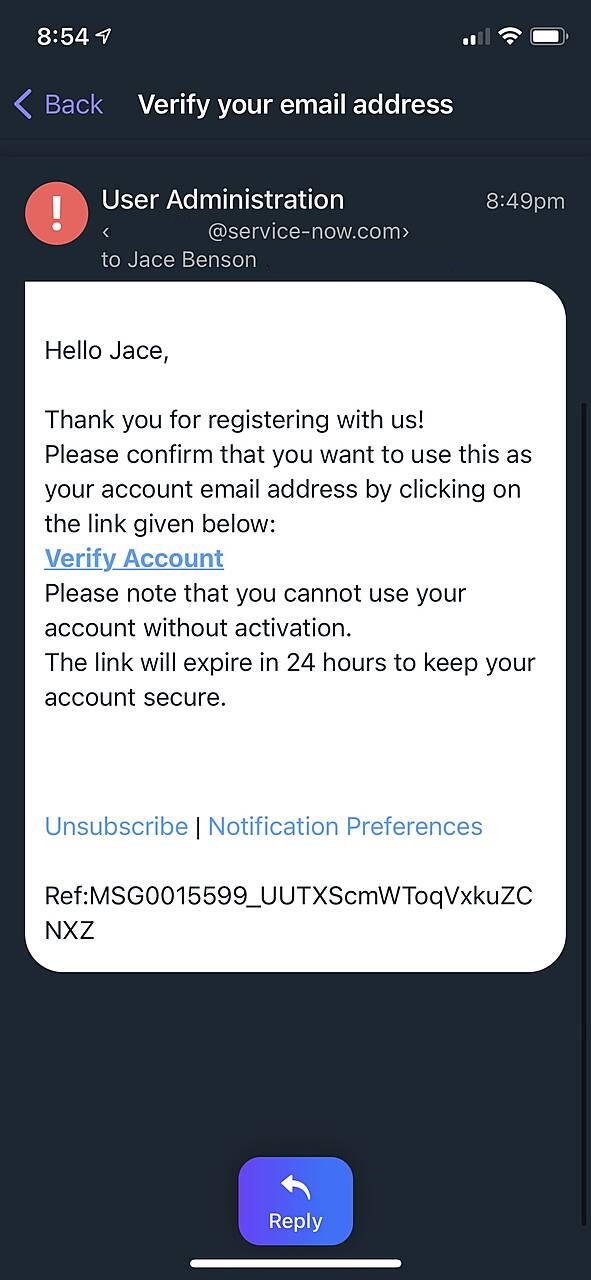 8:54
Back Verify your email address
!
User Administration 8:49pm
‹ @service-now.com›
to Jace Benson
Hello Jace,
Thank you for registering with us!
Please confirm that you want to use this as
your account email address by clicking on
the link given below:
Verify Account
Please note that you cannot use your
account without activation.
The link will expire in 24 hours to keep your
account secure.
Unsubscribe | Notification Preferences
Ref:MSG0015599_UUTXScmWToqVxkuZC
NXZ
Reply